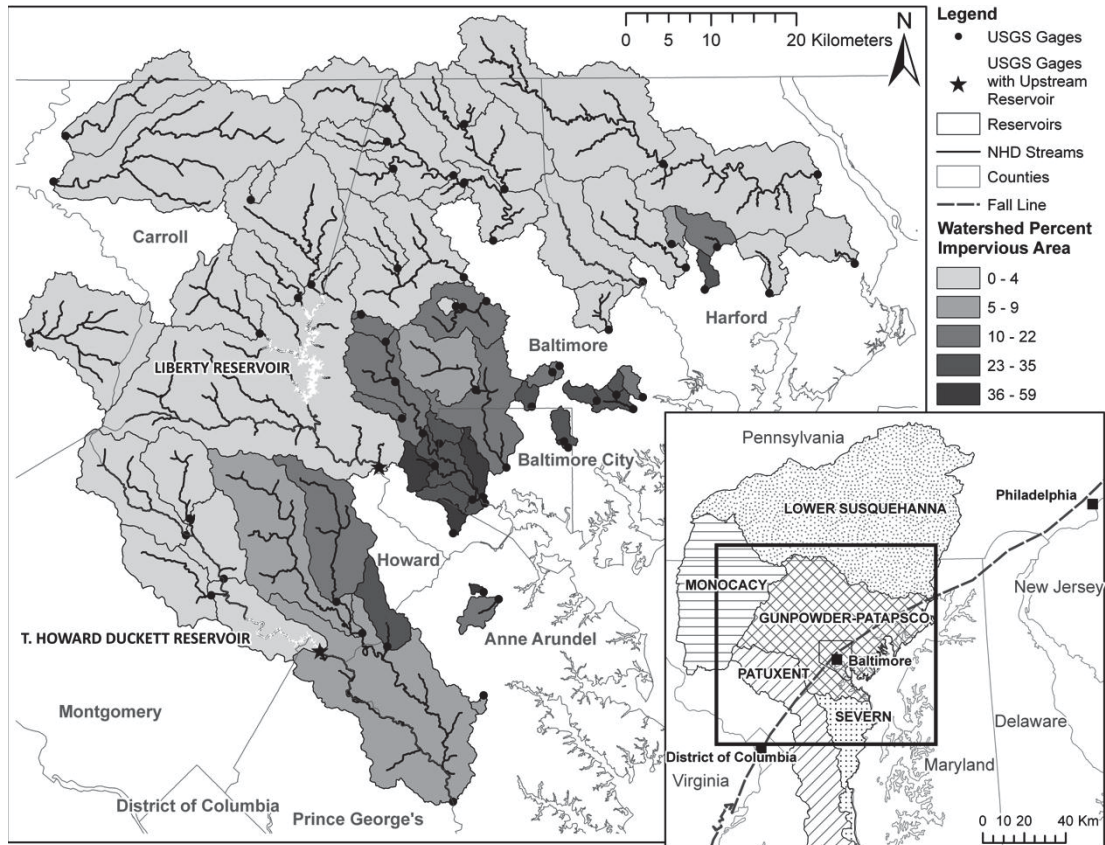 N
0 5 10 20 Kilometers
Carroll
LIBERTY RESERVOIR
Baltimore
Harford
Baltimore City
Howard
T. HOWARD DUCKETT RESERVOIR
Anne Arundel
Montgomery
District of Columbia
Prince George's
Legend
USGS Gages
USGS Gages
with Upstream
Reservoir
Reservoirs
NHD Streams
Counties
Fall Line
Watershed Percent
Impervious Area
0 - 4
5 - 9
10 - 22
23 - 35
36 - 59
Pennsylvania
Philadelphia
LOWER SUSQUEHANNA
New Jersey
MONOCACY
GUNPOWDER-PATAPSCO
Baltimore
PATUXENT
SEVERN
Delaware
District of Columbia
Maryland
Virginia
0 10 20 40 Km